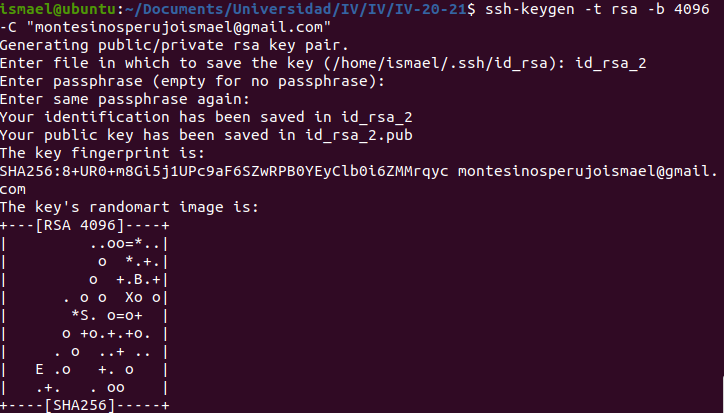 ismael@ubuntu:~/Documents/Universidad/IV/IV/IV-20-21$ ssh-keygen -t rsa -b 4096
-C "montesinosperujoismael@gmail.com"
Generating public/private rsa key pair.
Enter file in which to save the key (/home/ismael/.ssh/id_rsa): id_rsa_2
Enter passphrase (empty for no passphrase):
Enter same passphrase again:
Your identification has been saved in id_rsa_2
Your public key has been saved in id_rsa_2.pub
The key fingerprint is:
SHA256:8+UR0+m8Gi5j1UPc9aF6SZwRPB0YEyClb0i6ZMMrqyc montesinosperujoismael@gmail.
com
The key's randomart image is:
+---[RSA 4096]----+
|         ..oo=*..|
|          o  *.+.|
|         o  +.B.+|
|      . o o  Xo o|
|       *S. o=o+  |
|      o +o.+.+o. |
|     . o  ..+ .. |
|   E .o   +. o   |
|   .+.   . oo    |
+----[SHA256]-----+